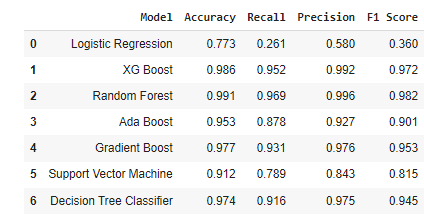 Model Accuracy Recall Precision F1 Score
0 Logistic Regression 0.773 0.261 0.580 0.360
1 XG Boost 0.986 0.952 0.992 0.972
2 Random Forest 0.991 0.969 0.996 0.982
3 Ada Boost 0.953 0.878 0.927 0.901
4 Gradient Boost 0.977 0.931 0.976 0.953
5 Support Vector Machine 0.912 0.789 0.843 0.815
6 Decision Tree Classifier 0.974 0.916 0.975 0.945